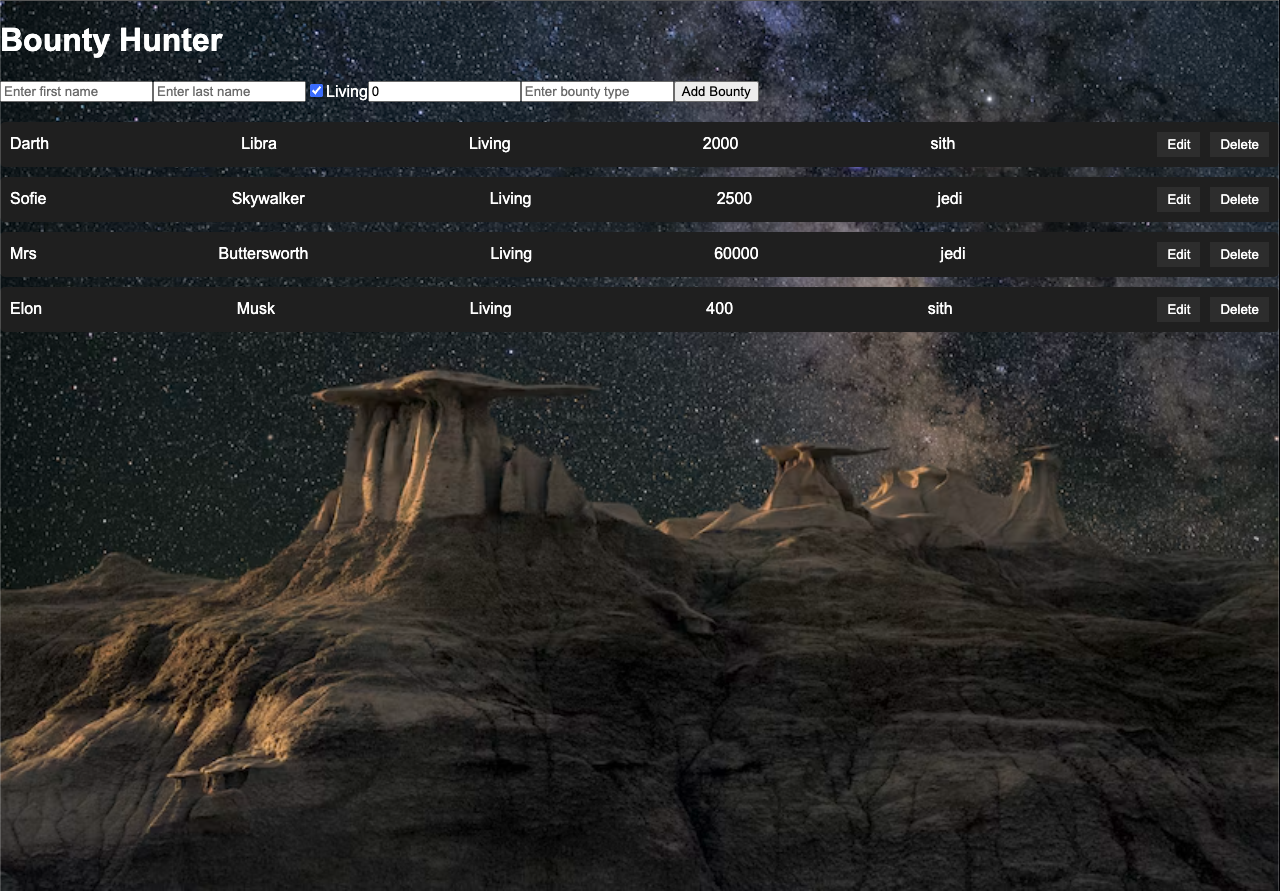 Bounty Hunter
Enter first name Enter last name Living 0 Enter bounty type Add Bounty
Darth Libra Living 2000 sith Edit Delete
Sofie Skywalker Living 2500 jedi Edit Delete
Mrs Buttersworth Living 60000 jedi Edit Delete
Elon Musk Living 400 sith Edit Delete